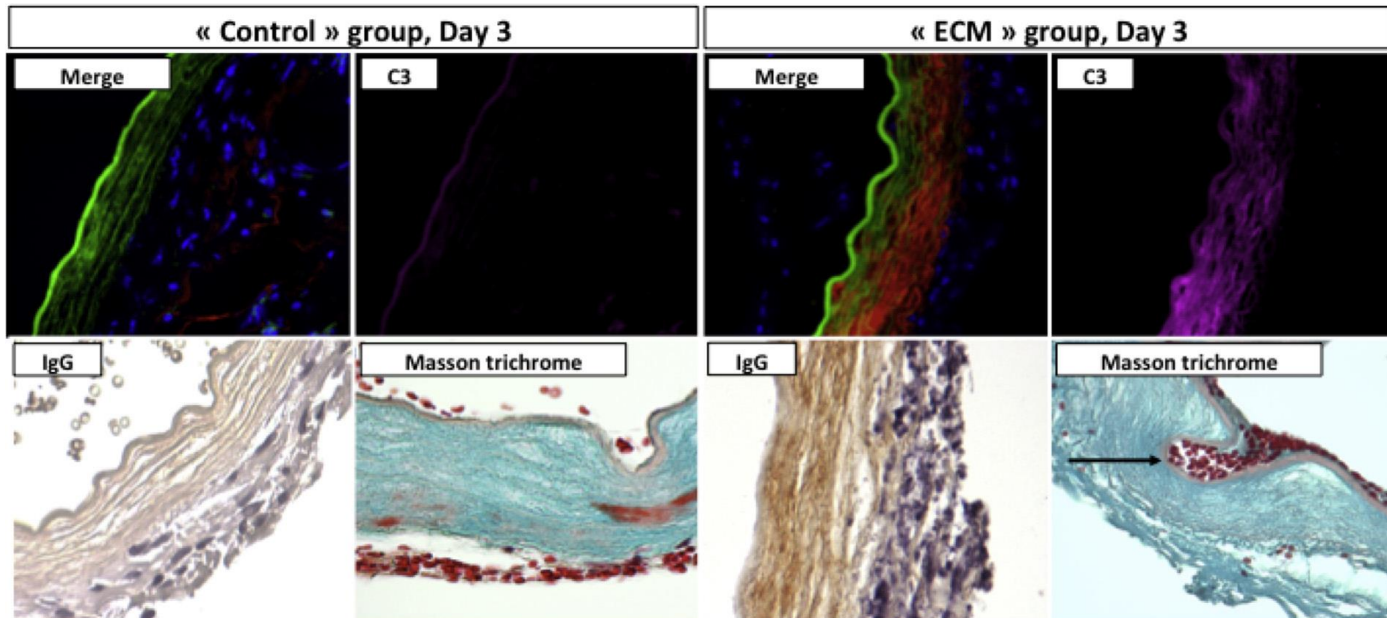 « Control » group, Day 3
« ECM » group, Day 3
Merge
C3
Merge
C3
IgG
Masson trichrome
IgG
Masson trichrome